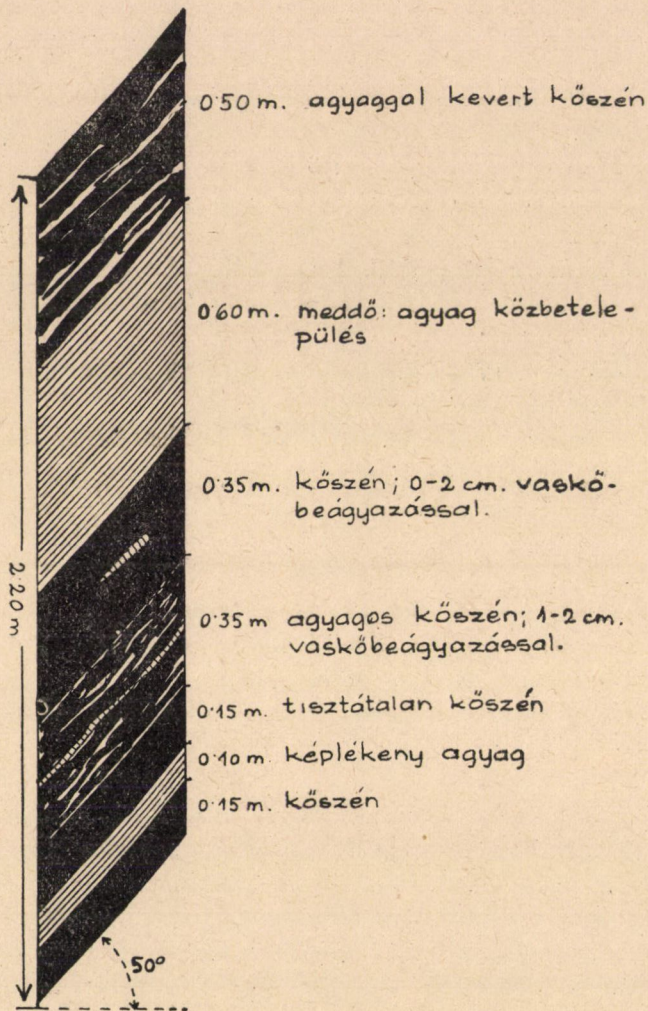 0·50 m. agyaggal kevert kőszén
0·60 m. meddő: agyag közbetele-
pülés
0·35 m. kőszén; 0-2 cm. vaskő-
beágyazással.
2·20 m
0·35 m agyagos kőszén; 1-2 cm.
vaskőbeágyazással.
0·15 m. tisztátalan kőszén
0·10 m. képlékeny agyag
0·15 m. kőszén
50°